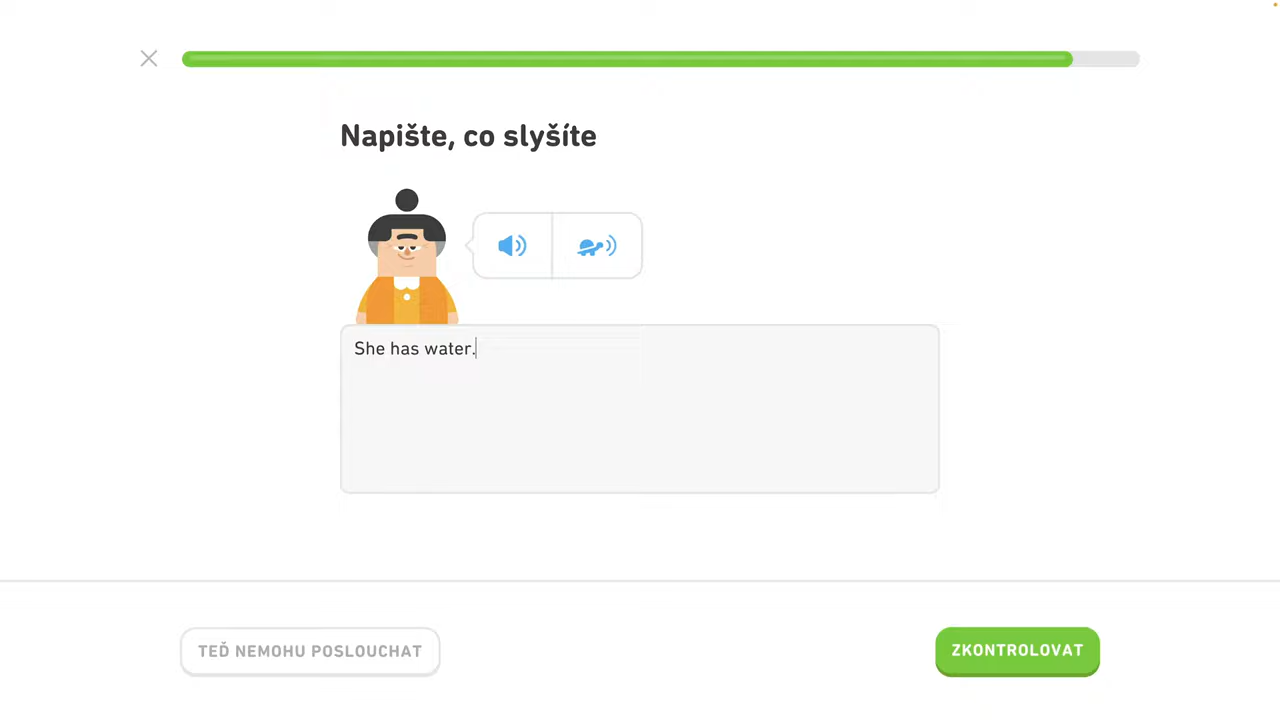 Napište, co slyšíte
She has water.
TEĎ NEMOHU POSLOUCHAT
ZKONTROLOVAT